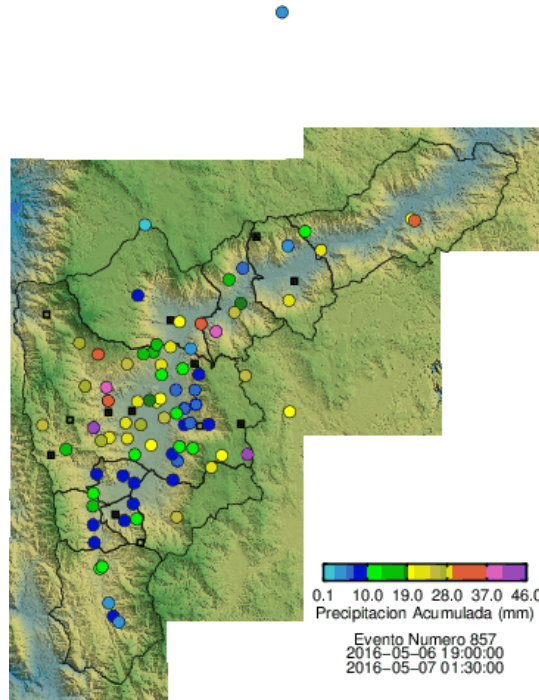 0.1 10.0 19.0 28.0 37.0 46.0
Precipitacion Acumulada (mm)
Evento Numero 857
2016−05−06 19:00:00
2016−05−07 01:30:00